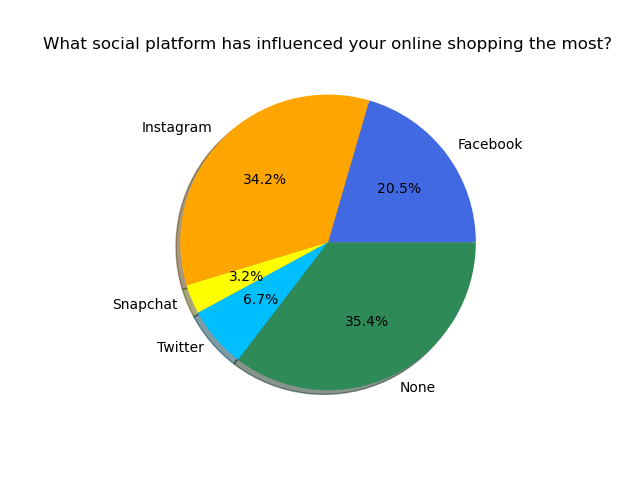 What social platform has influenced your online shopping the most?
Instagram
Facebook
34.2%
20.5%
3.2%
Snapchat
6.7%
35.4%
Twitter
None